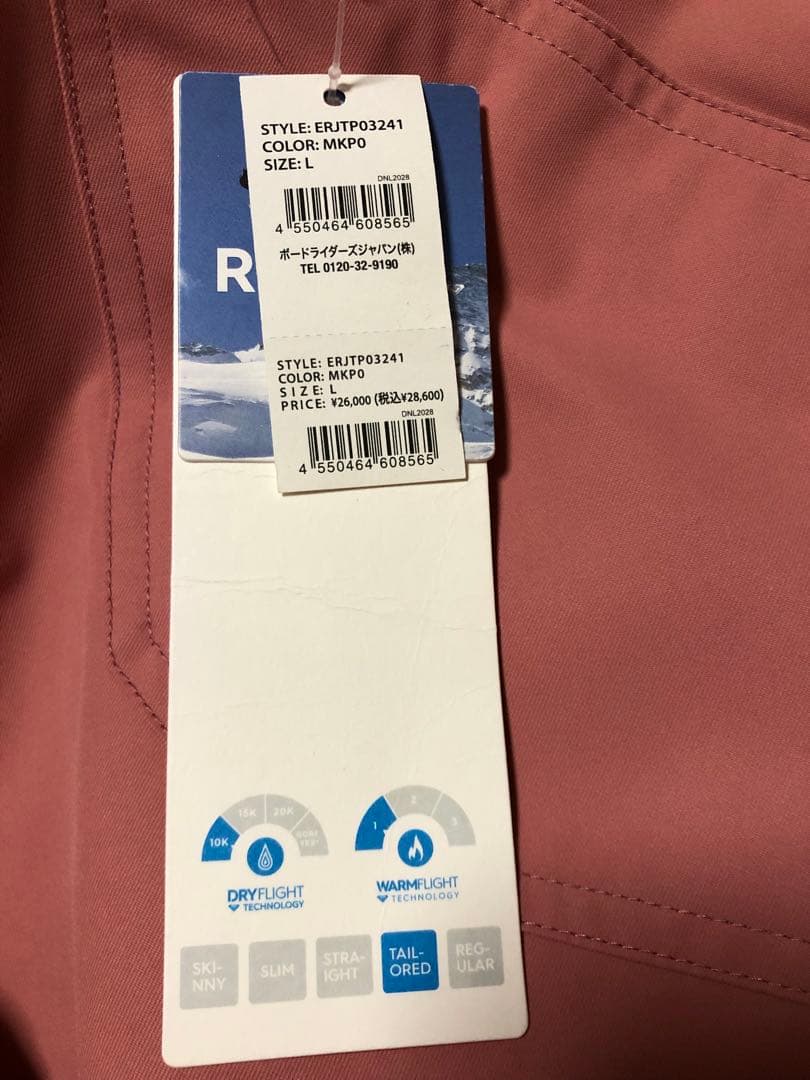 STYLE: ERJTP03241
COLOR: MKP0
SIZE: L
DNL2028
4 550464 608565
ボードライダーズジャパン(株)
TEL 0120-32-9190
R
STYLE: ERJTP03241
COLOR: MKP0
SIZE: L
PRICE: ¥26,000 (税込¥28,600)
DNL2028
4 550464 608565
10K 15K 20K GORE TEX®
DRYFLIGHT
TECHNOLOGY
1 2 3
WARMFLIGHT
TECHNOLOGY
SKI-
NNY
SLIM
STRA-
IGHT
TAIL-
ORED
REG-
ULAR